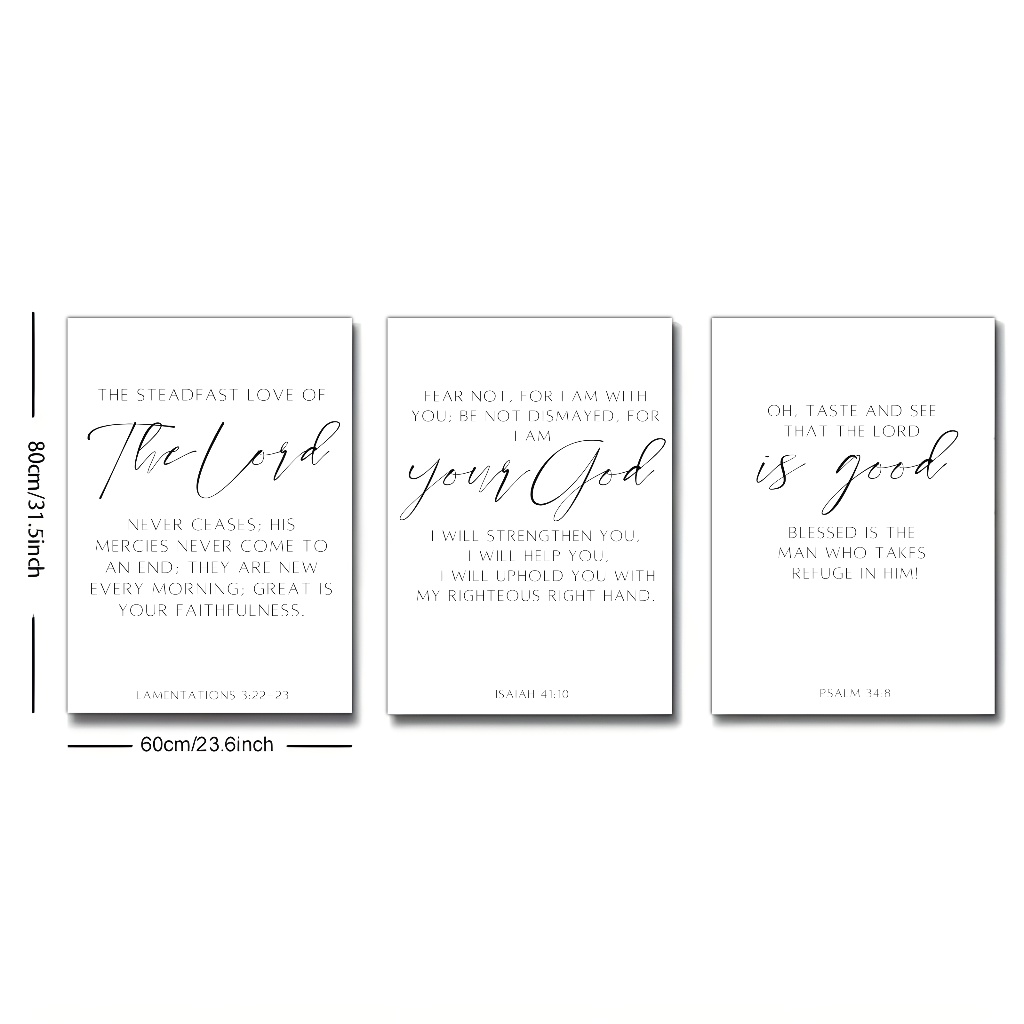 80cm/31.5inch
THE STEADFAST LOVE OF
The Lord
NEVER CEASES; HIS
MERCIES NEVER COME TO
AN END; THEY ARE NEW
EVERY MORNING; GREAT IS
YOUR FAITHFULNESS.
LAMENTATIONS 3:22-23
60cm/23.6inch
FEAR NOT, FOR I AM WITH
YOU; BE NOT DISMAYED, FOR
I AM
your God
I WILL STRENGTHEN YOU,
I WILL HELP YOU,
I WILL UPHOLD YOU WITH
MY RIGHTEOUS RIGHT HAND.
ISAIAH 41:10
OH, TASTE AND SEE
THAT THE LORD
is good
BLESSED IS THE
MAN WHO TAKES
REFUGE IN HIM!
PSALM 34:8